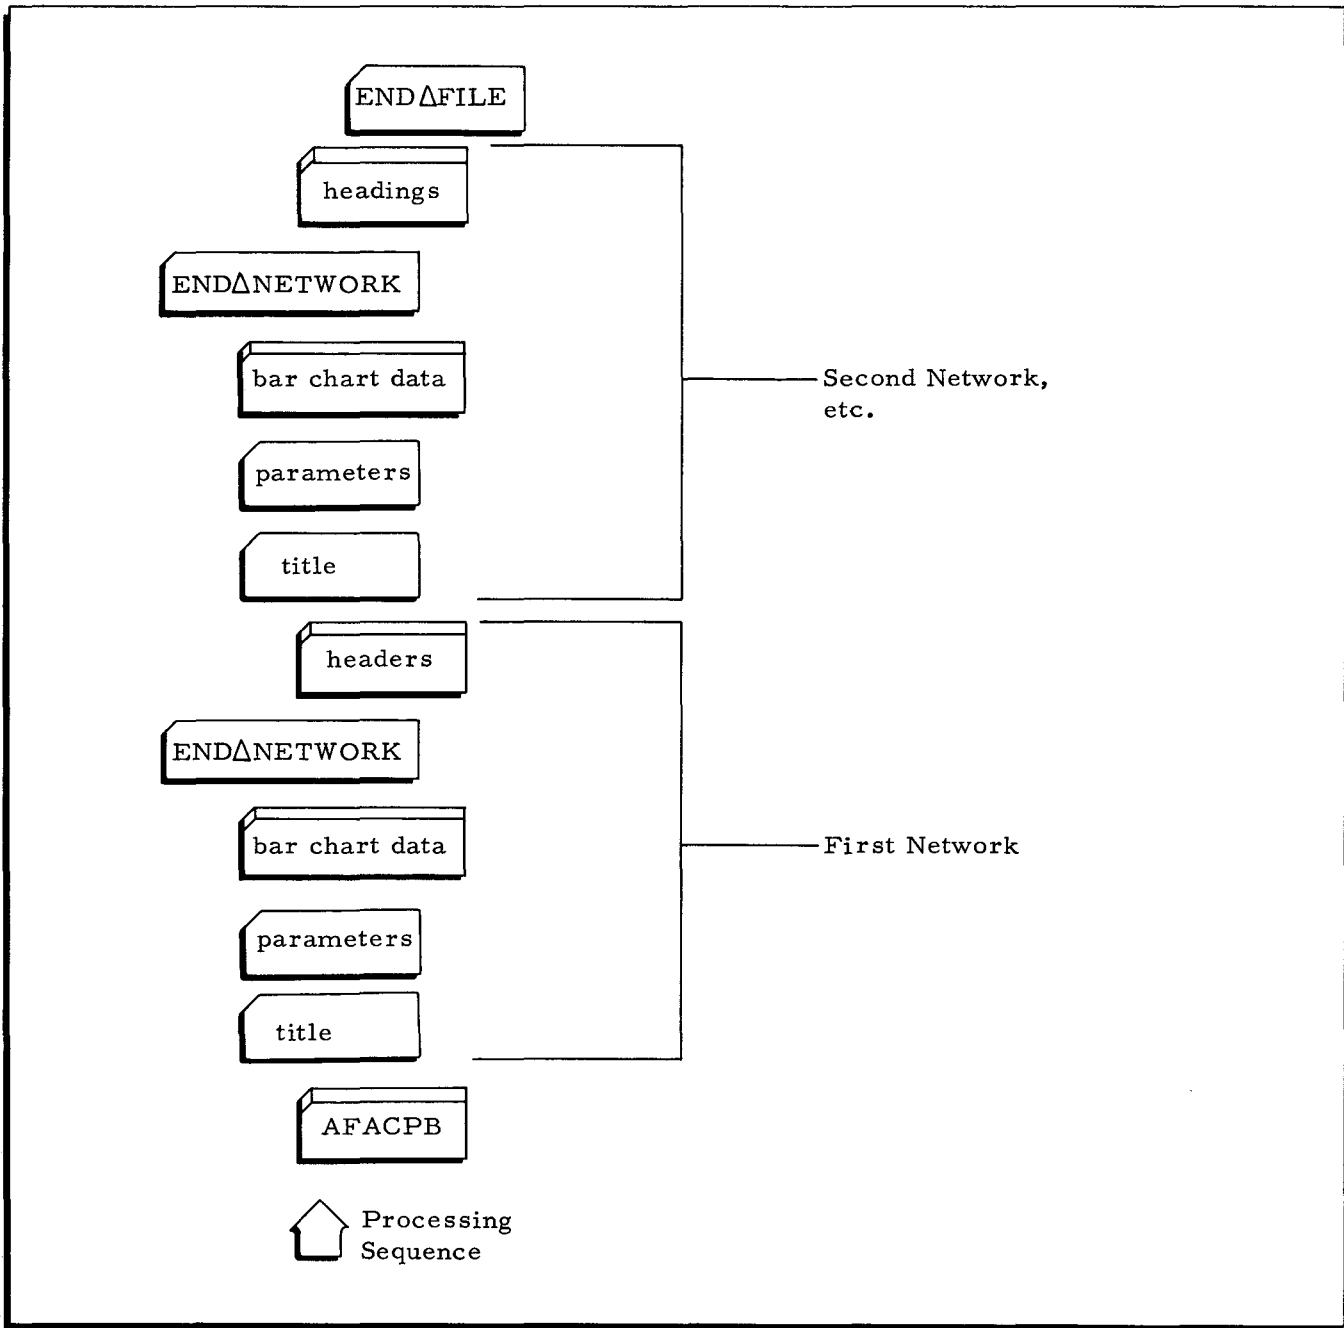 END∆FILE
headings
END∆NETWORK
bar chart data
Second Network,
etc.
parameters
title
headers
END∆NETWORK
bar chart data
First Network
parameters
title
AFACPB
Processing
Sequence